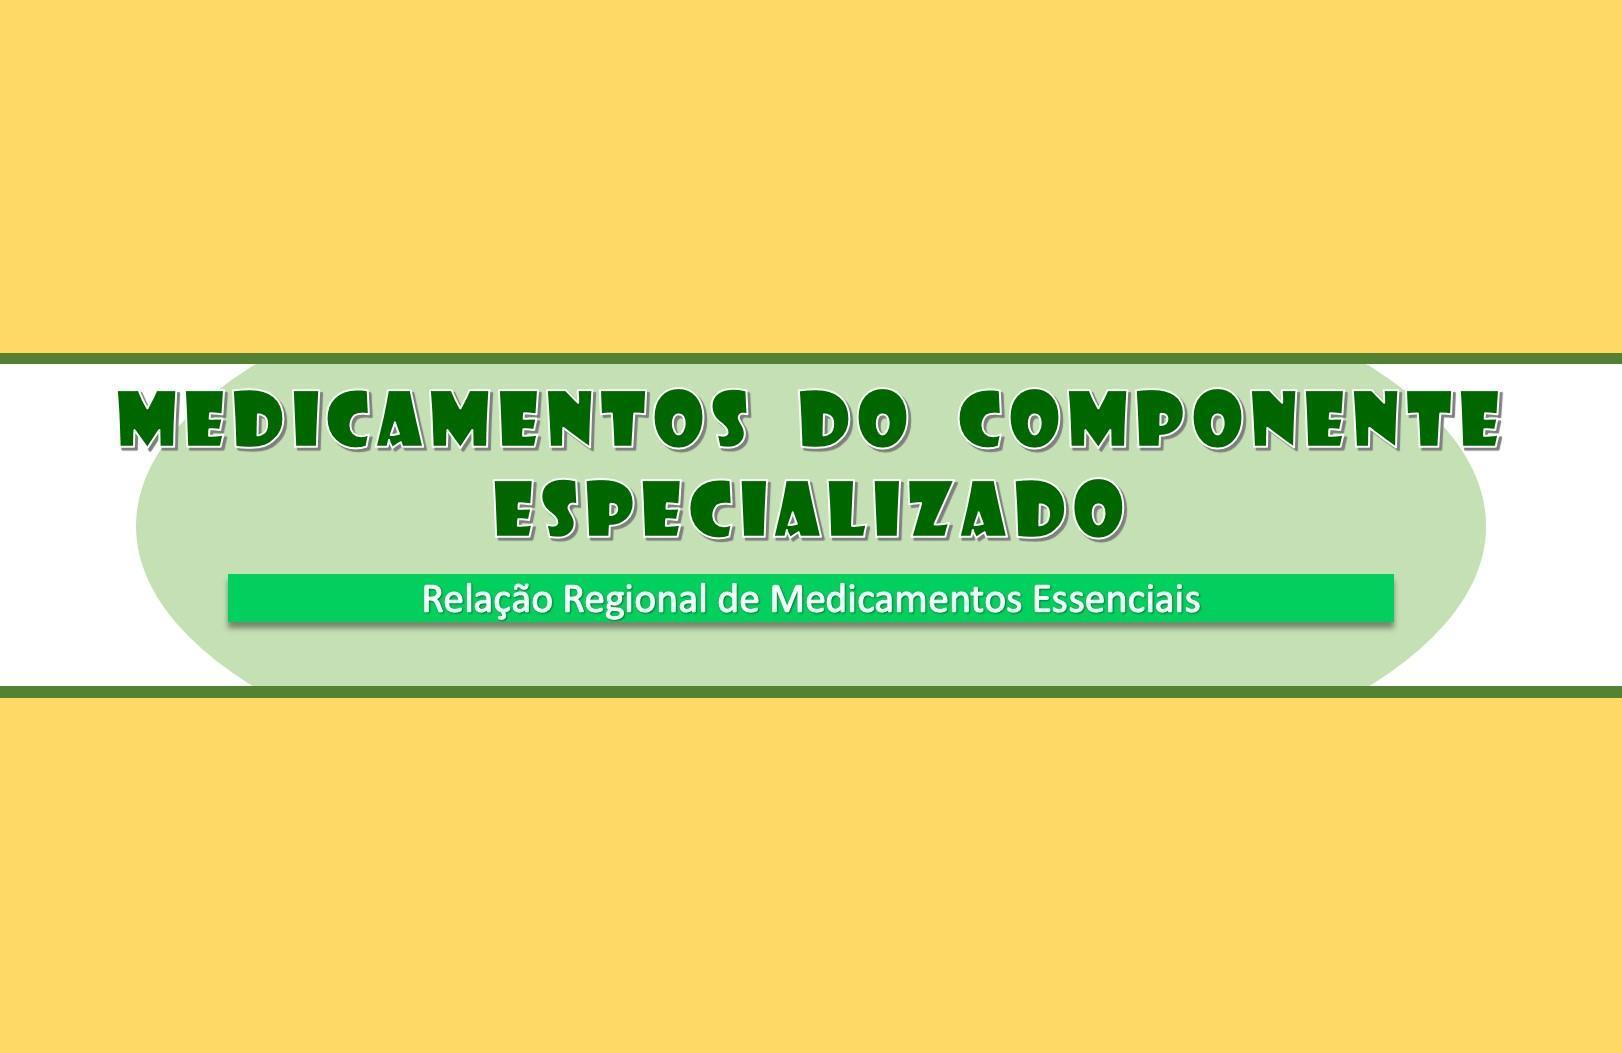 MEDICAMENTOS DO COMPONENTE
ESPECIALIZADO
Relação Regional de Medicamentos Essenciais